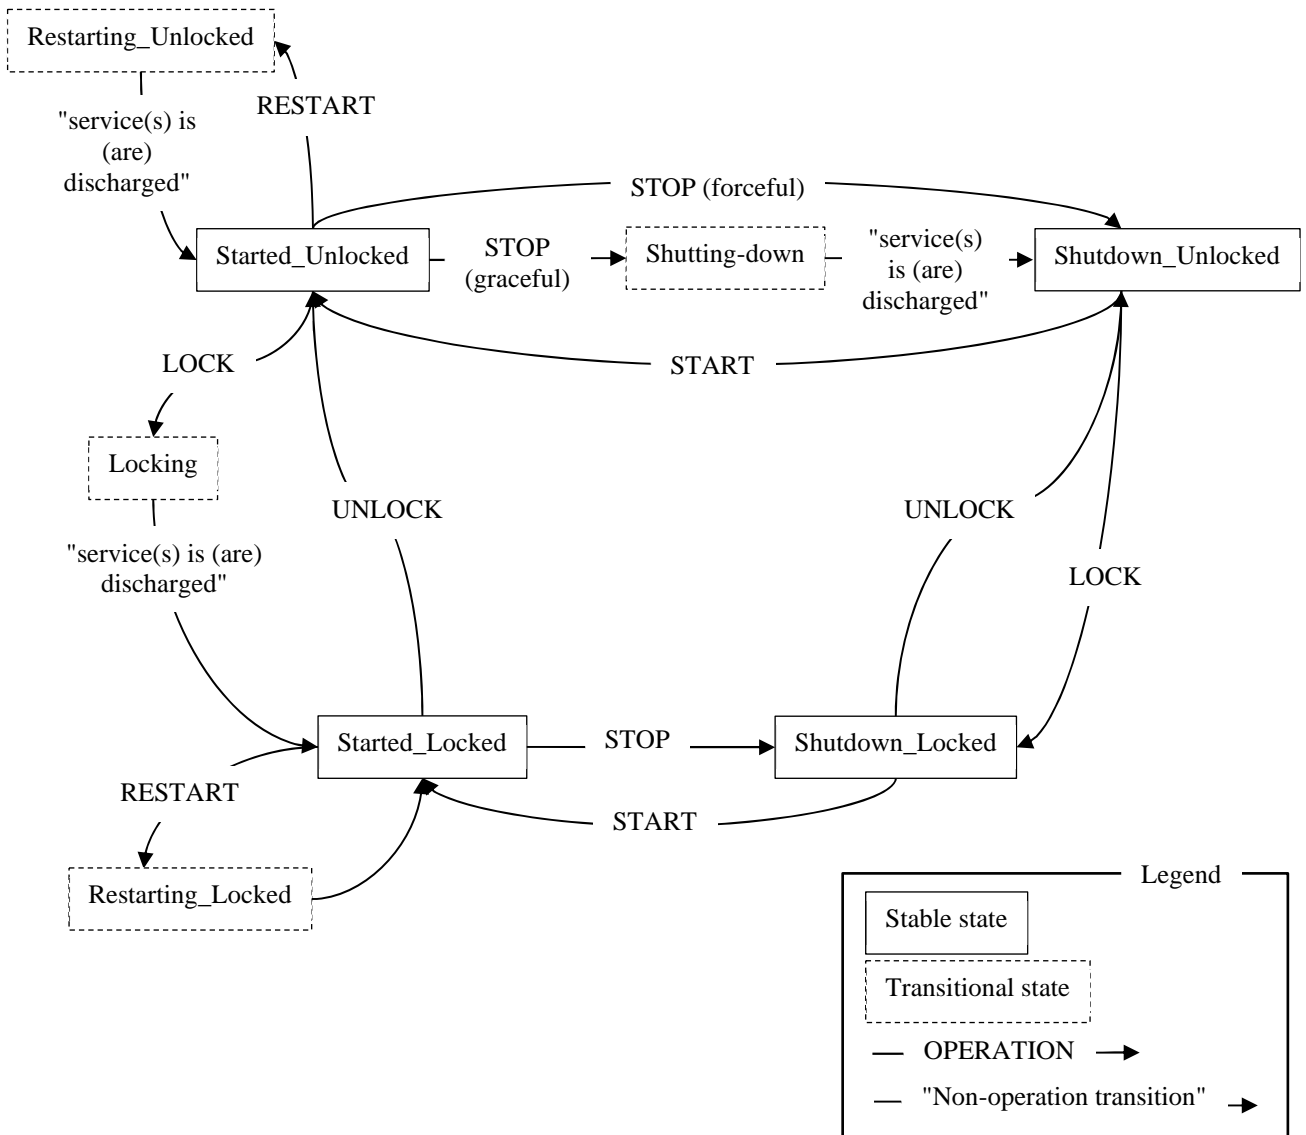 Restarting_Unlocked
RESTART
"service(s) is
(are)
discharged"
STOP (forceful)
Started_Unlocked
STOP
(graceful)
Shutting-down
"service(s)
is (are)
discharged"
Shutdown_Unlocked
LOCK
START
Locking
UNLOCK
UNLOCK
"service(s) is (are)
discharged"
LOCK
Started_Locked
STOP
Shutdown_Locked
RESTART
START
Restarting_Locked
Legend
Stable state
Transitional state
OPERATION
"Non-operation transition"